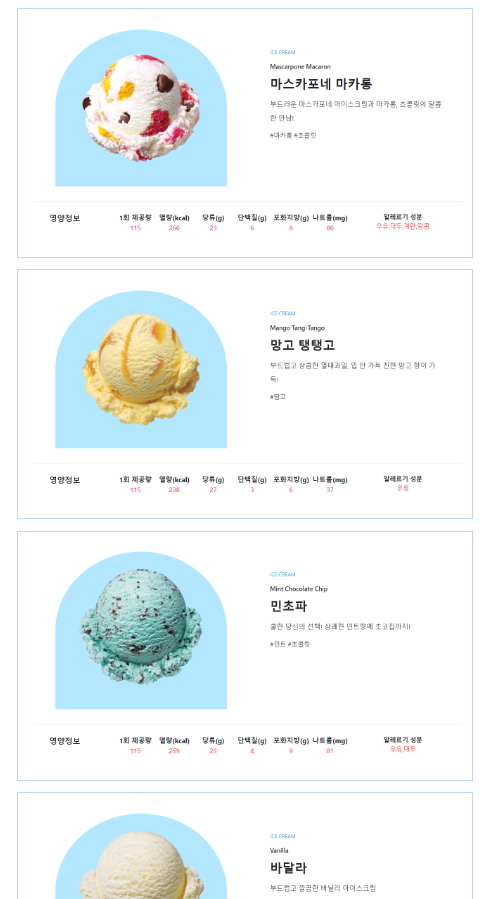 ICE CREAM
Mascarpone Macaron
마스카포네 마카롱
부드러운 마스카포네 아이스크림과 마카롱, 초콜릿의 달콤
한 만남!
#마카롱 #초콜릿
영양정보
1회 제공량 열량(kcal) 당류(g) 단백질(g) 포화지방(g) 나트륨(mg) 알레르기 성분
115 266 23 6 8 86 우유,대두,계란,땅콩
ICE CREAM
Mango Tang-Tango
망고 탱탱고
부드럽고 상큼한 열대과일, 입 안 가득 진한 망고 향이 가
득!
#망고
영양정보
1회 제공량 열량(kcal) 당류(g) 단백질(g) 포화지방(g) 나트륨(mg) 알레르기 성분
115 238 27 3 6 37 우유
ICE CREAM
Mint Chocolate Chip
민초파
쿨한 당신의 선택! 상쾌한 민트향에 초코칩까지!
#민트 #초콜릿
영양정보
1회 제공량 열량(kcal) 당류(g) 단백질(g) 포화지방(g) 나트륨(mg) 알레르기 성분
115 259 23 4 9 81 우유,대두
ICE CREAM
Vanilla
바달라
부드럽고 깔끔한 바닐라 아이스크림